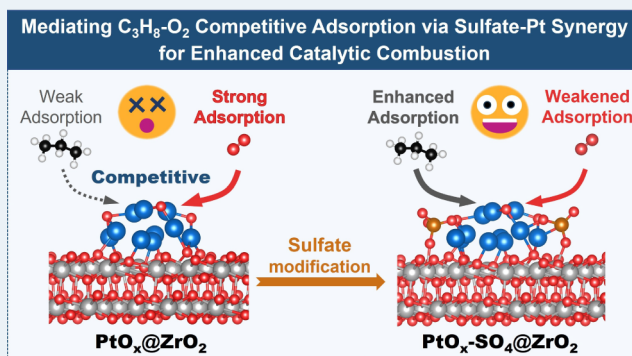 Mediating C₃H₈-O₂ Competitive Adsorption via Sulfate-Pt Synergy
for Enhanced Catalytic Combustion
Weak
Adsorption
Strong
Adsorption
Competitive
PtOₓ@ZrO₂
Sulfate
modification
Enhanced
Adsorption
Weakened
Adsorption
PtOₓ-SO₄@ZrO₂